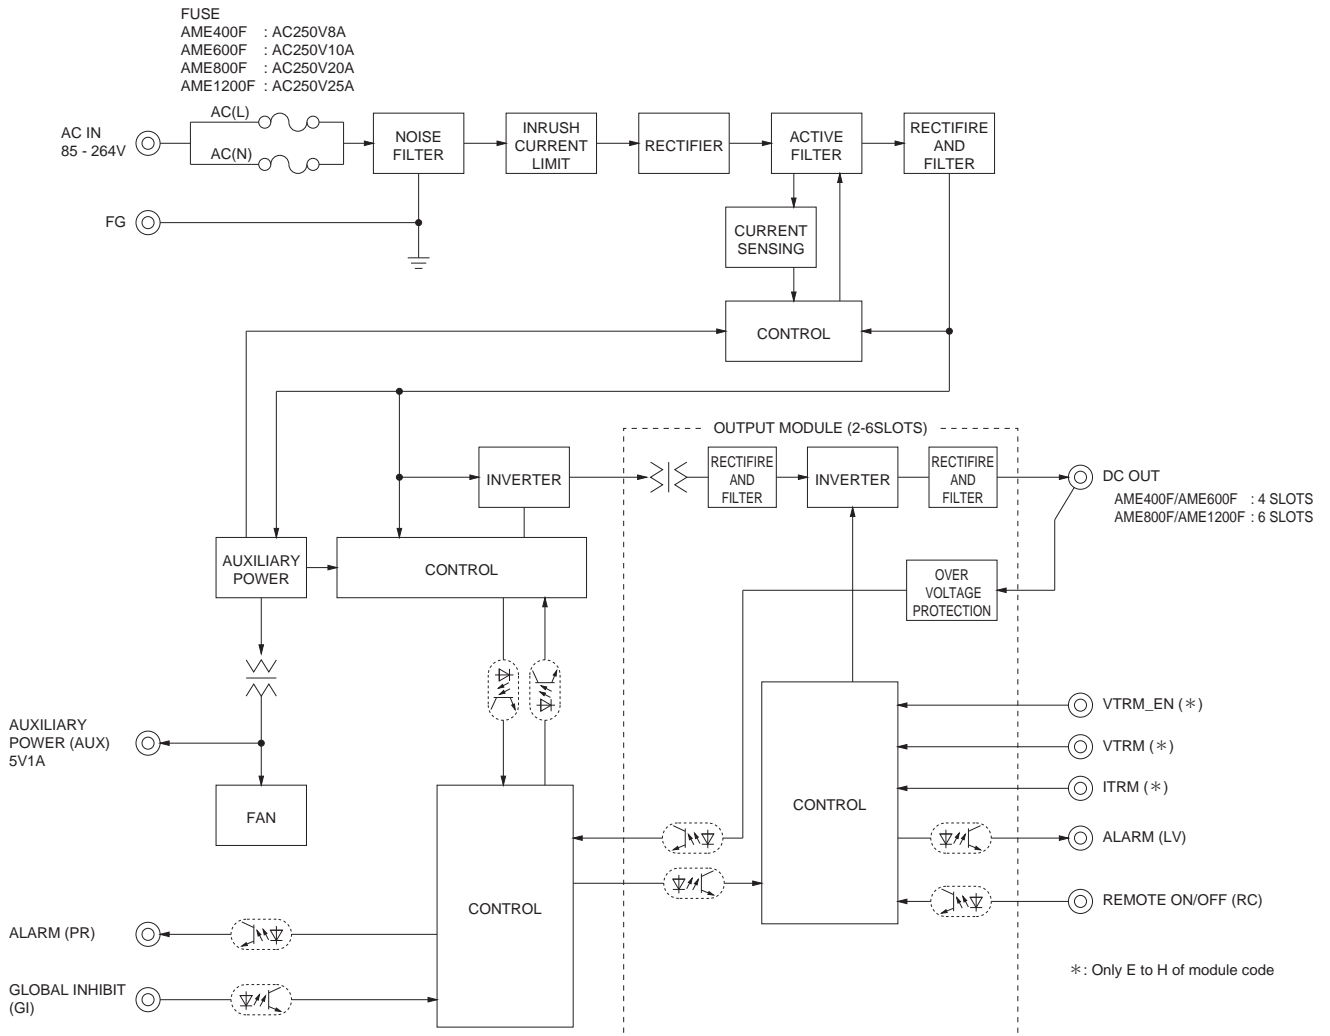 FUSE
AME400F : AC250V8A
AME600F : AC250V10A
AME800F : AC250V20A
AME1200F : AC250V25A
AC IN
85 - 264V
AC(L)
AC(N)
NOISE
FILTER
INRUSH
CURRENT
LIMIT
RECTIFIER
ACTIVE
FILTER
RECTIFIRE
AND
FILTER
FG
CURRENT
SENSING
CONTROL
OUTPUT MODULE (2-6SLOTS)
INVERTER
RECTIFIRE
AND
FILTER
INVERTER
RECTIFIRE
AND
FILTER
DC OUT
AME400F/AME600F : 4 SLOTS
AME800F/AME1200F : 6 SLOTS
AUXILIARY
POWER
CONTROL
OVER
VOLTAGE
PROTECTION
AUXILIARY
POWER (AUX)
5V1A
FAN
CONTROL
VTRM_EN (＊)
VTRM (＊)
ITRM (＊)
ALARM (LV)
REMOTE ON/OFF (RC)
CONTROL
ALARM (PR)
GLOBAL INHIBIT
(GI)
＊: Only E to H of module code